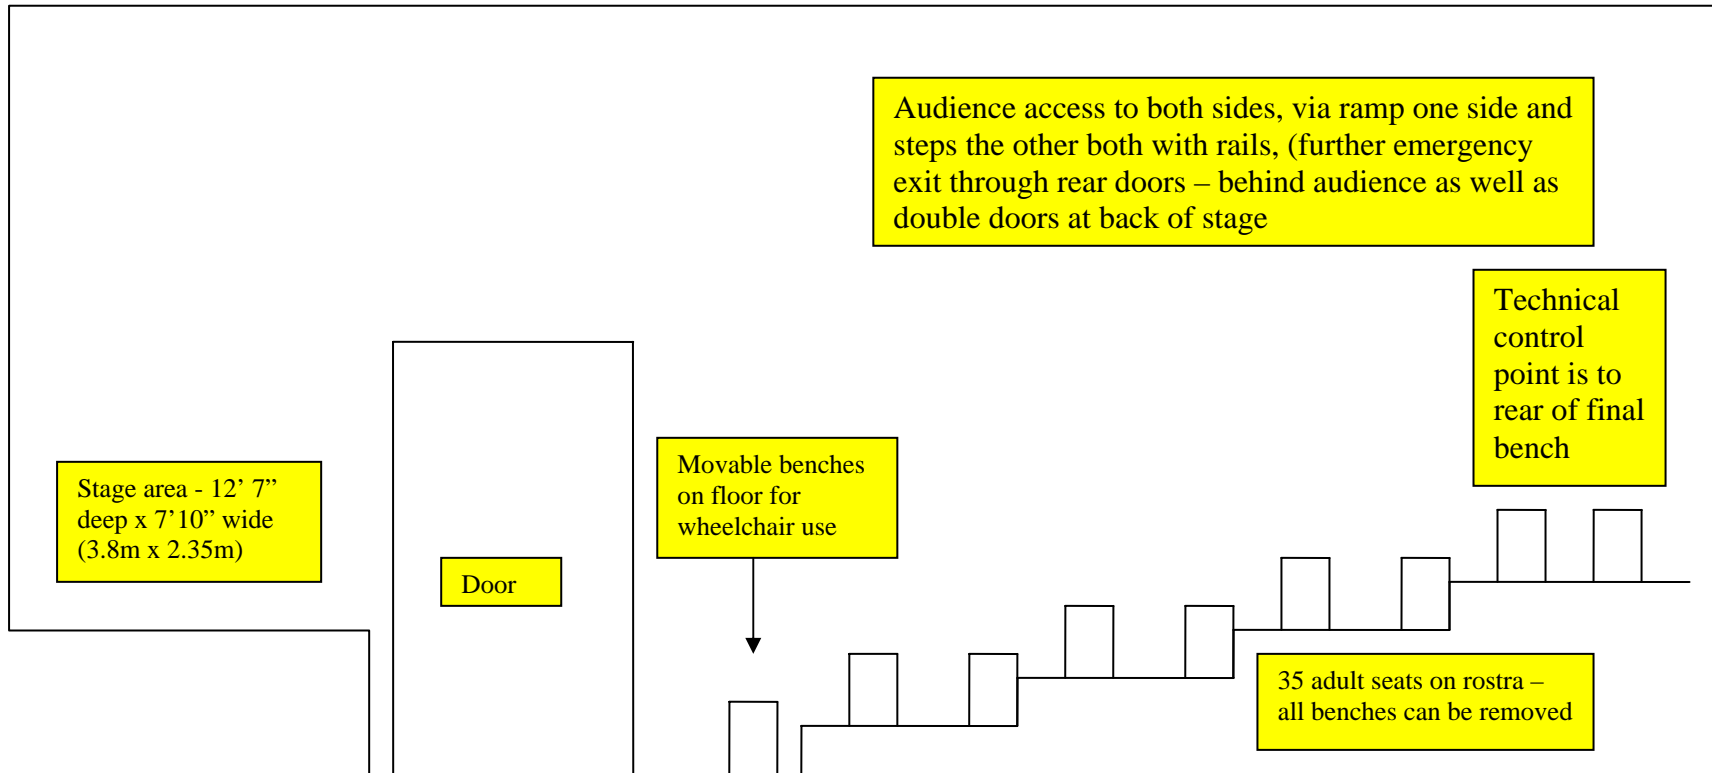 Audience access to both sides, via ramp one side and
steps the other both with rails, (further emergency
exit through rear doors – behind audience as well as
double doors at back of stage
Technical
control
point is to
rear of final
bench
Stage area - 12’ 7”
deep x 7’10” wide
(3.8m x 2.35m)
Door
Movable benches
on floor for
wheelchair use
35 adult seats on rostra –
all benches can be removed